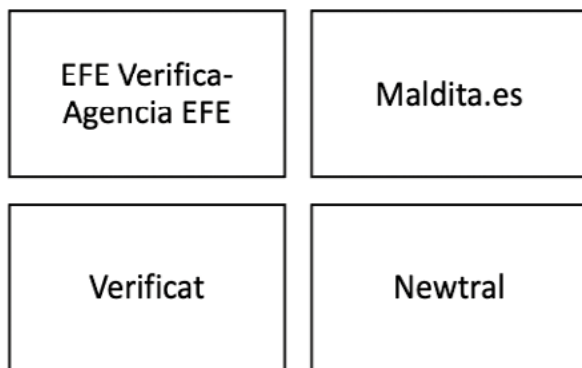 EFE Verifica-
Agencia EFE
Maldita.es
Verificat
Newtral